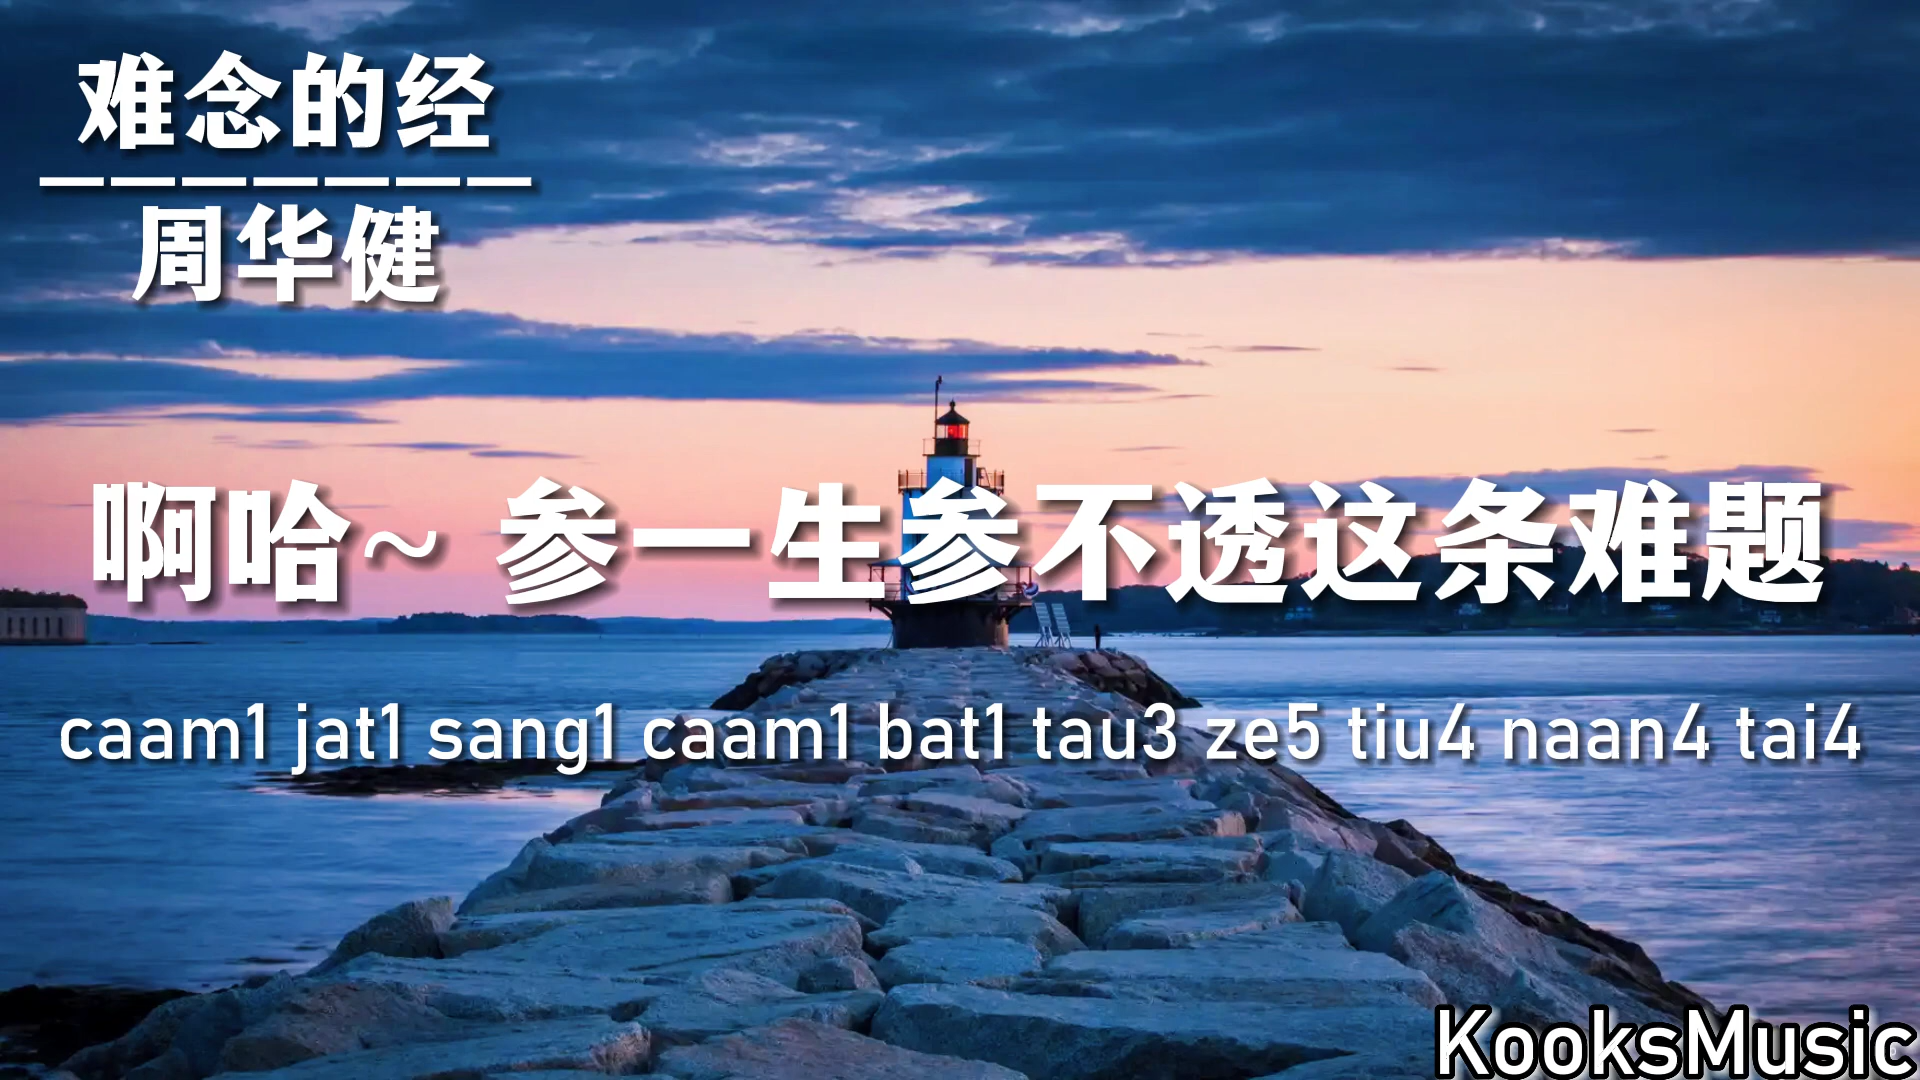 难念的经
————————
周华健
啊哈~ 参一生参不透这条难题
caam1 jat1 sang1 caam1 bat1 tau3 ze5 tiu4 naan4 tai4
KooksMusic